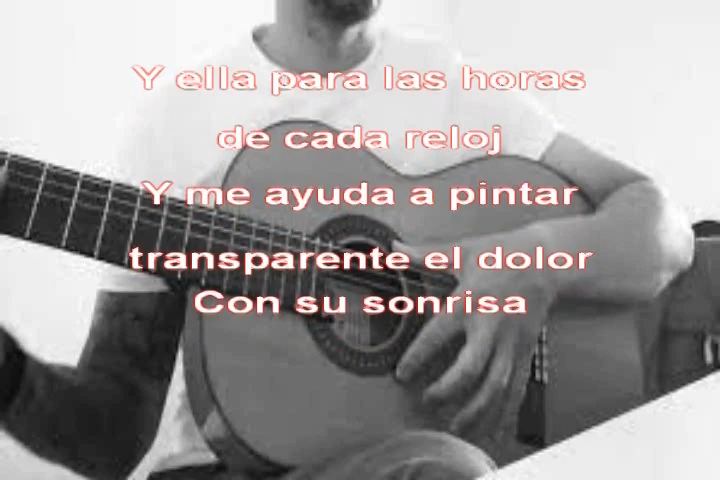 Y ella para las horas
de cada reloj
Y me ayuda a pintar
transparente el dolor
Con su sonrisa